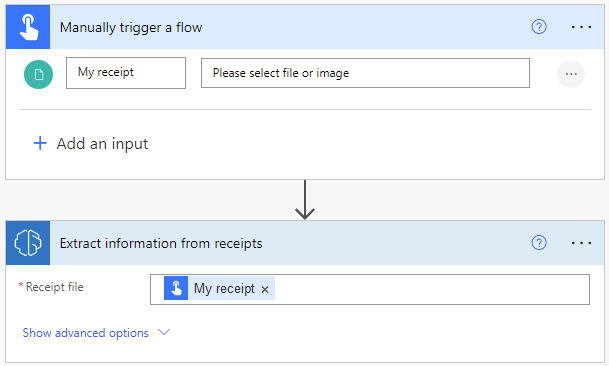 Manually trigger a flow
My receipt
Please select file or image
+ Add an input
Extract information from receipts
* Receipt file
My receipt ×
Show advanced options